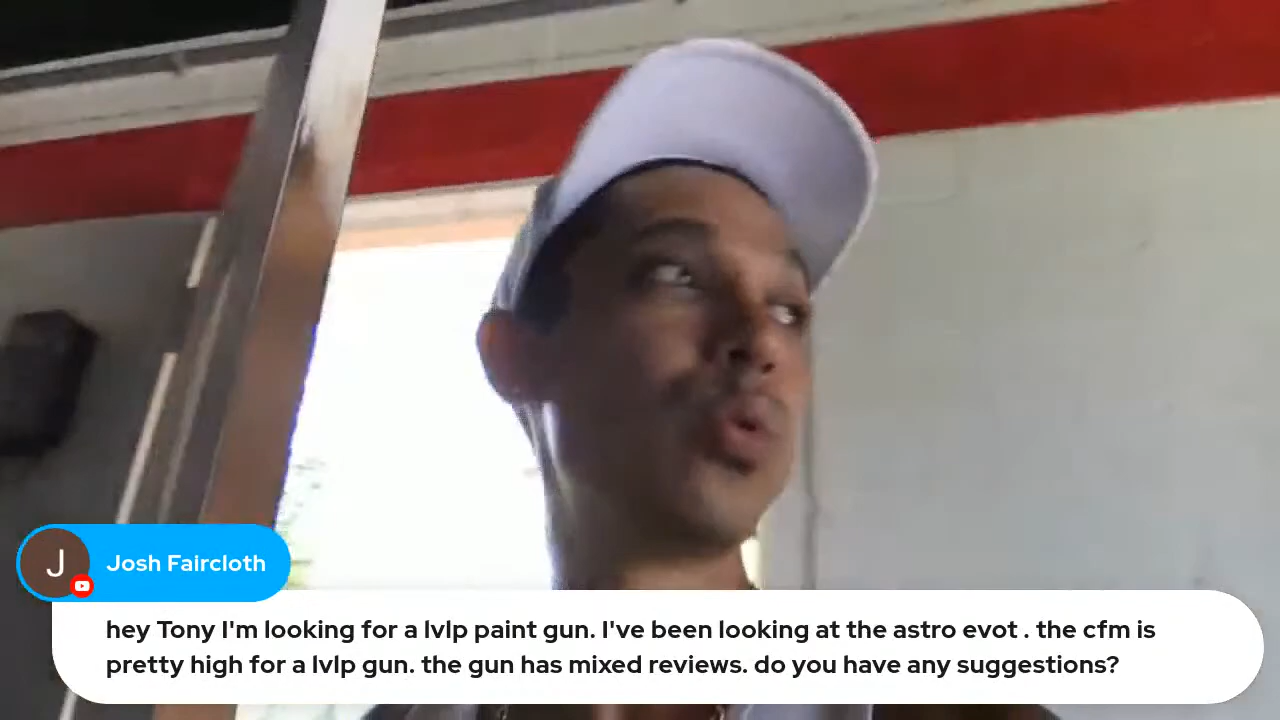 J
Josh Faircloth
hey Tony I'm looking for a lvlp paint gun. I've been looking at the astro evot . the cfm is
pretty high for a lvlp gun. the gun has mixed reviews. do you have any suggestions?